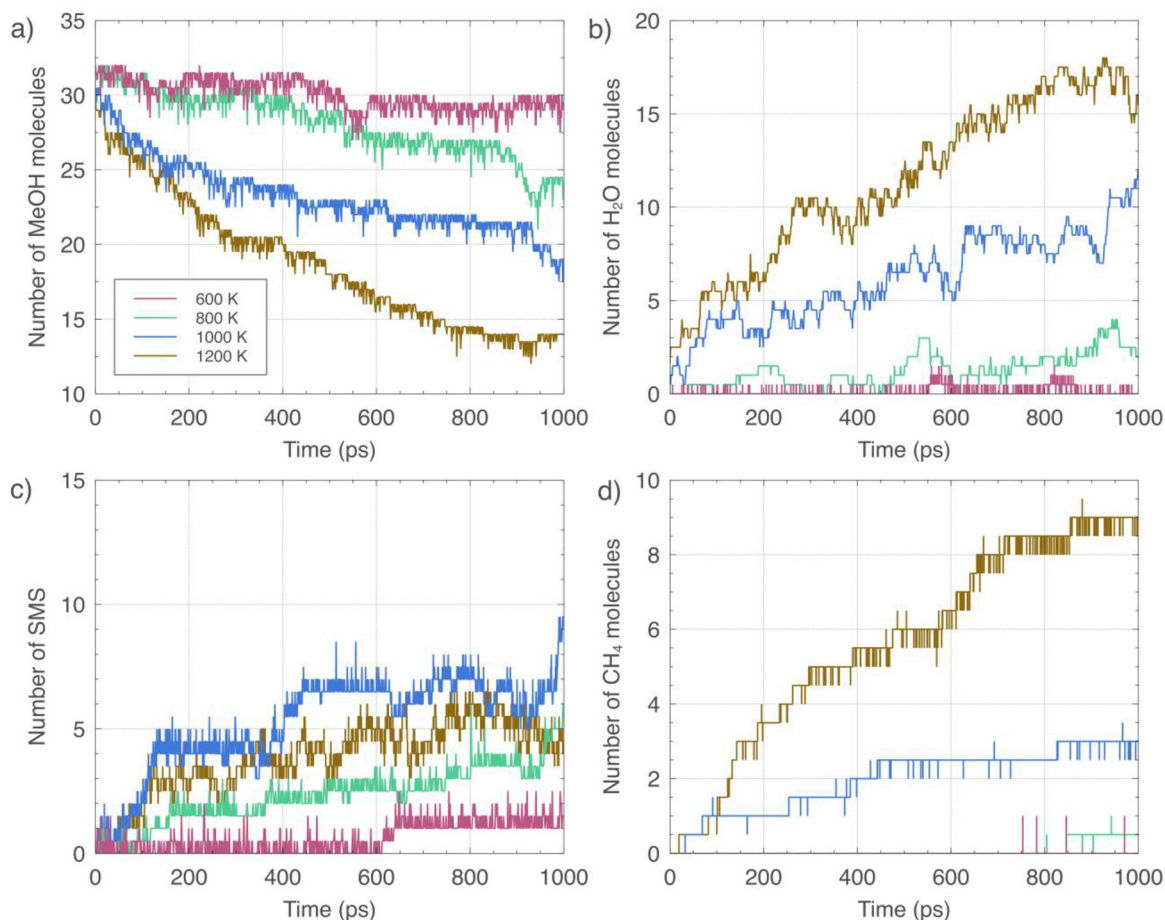 a)
Number of MeOH molecules
35
30
25
20
15
10
600 K
800 K
1000 K
1200 K
0 200 400 600 800 1000
Time (ps)
b)
Number of H₂O molecules
20
15
10
5
0
0 200 400 600 800 1000
Time (ps)
c)
Number of SMS
15
10
5
0
0 200 400 600 800 1000
Time (ps)
d)
Number of CH₄ molecules
10
8
6
4
2
0
0 200 400 600 800 1000
Time (ps)